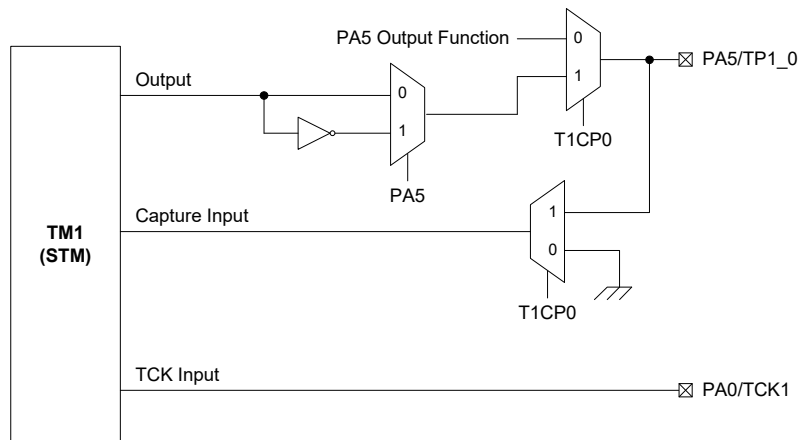 PA5 Output Function
0
1
T1CP0
PA5/TP1_0
Output
0
1
PA5
TM1
(STM)
Capture Input
1
0
T1CP0
TCK Input
PA0/TCK1